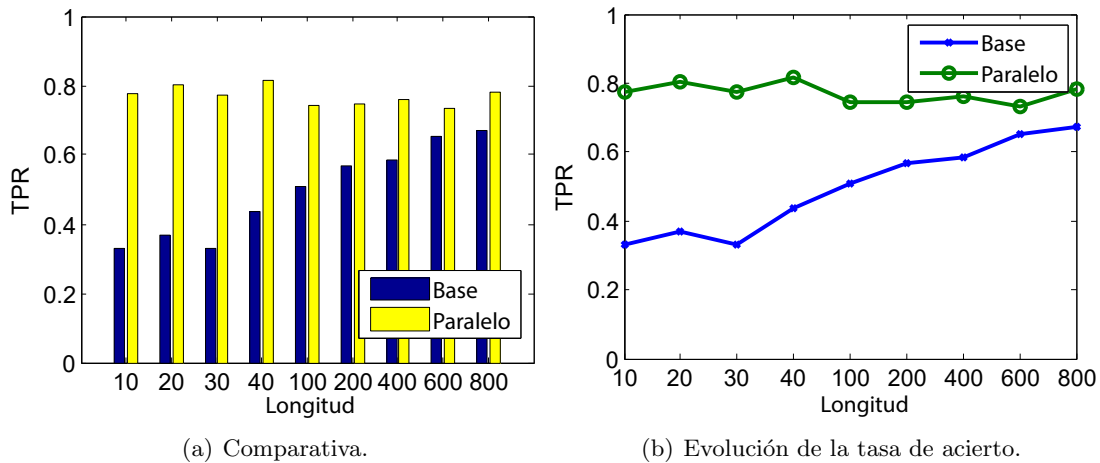 1
0.8
0.6
0.4
0.2
0
TPR
10 20 30 40 100 200 400 600 800
Longitud
Base
Paralelo
(a) Comparativa.
1
0.8
0.6
0.4
0.2
0
TPR
10 20 30 40 100 200 400 600 800
Longitud
Base
Paralelo
(b) Evolución de la tasa de acierto.